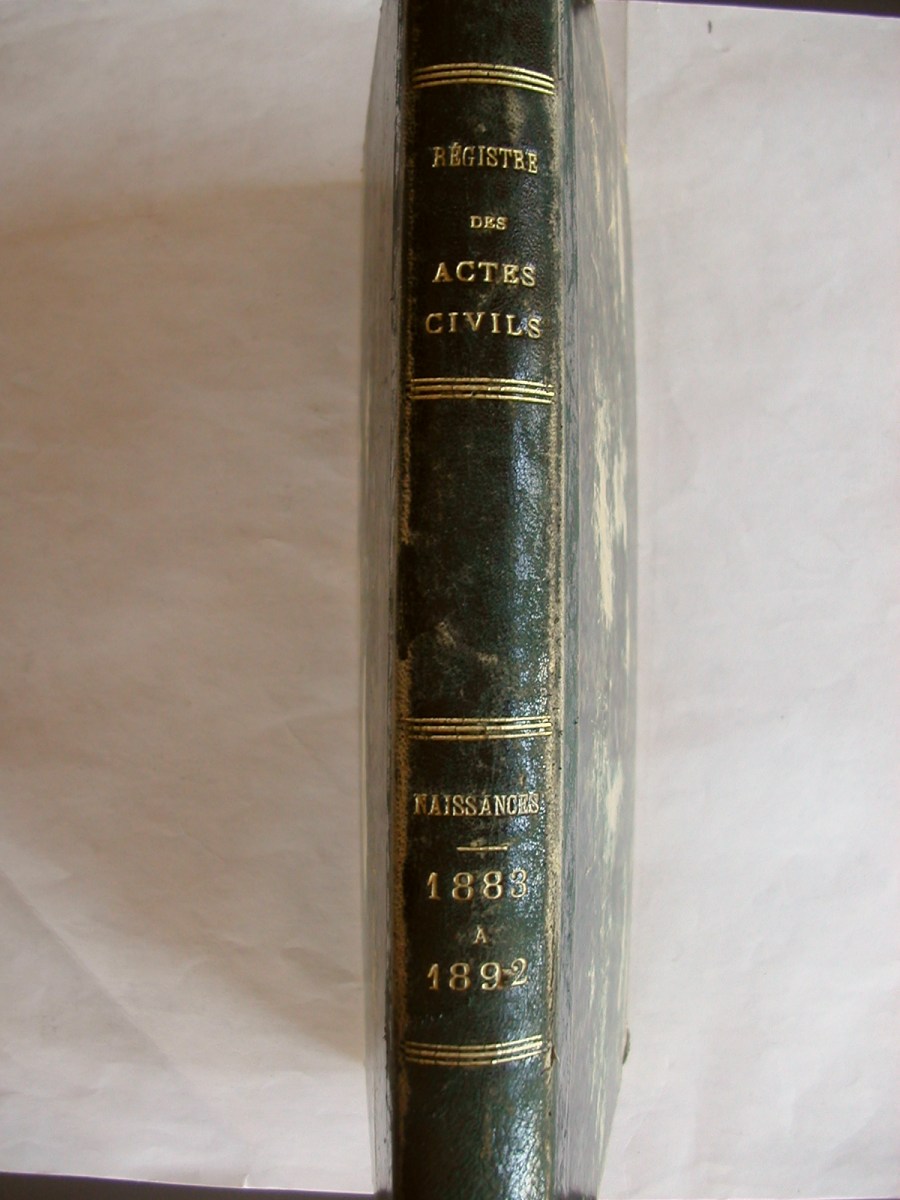 RÉGISTRE
DES
ACTES
CIVILS
NAISSANCES
1883
A
1892